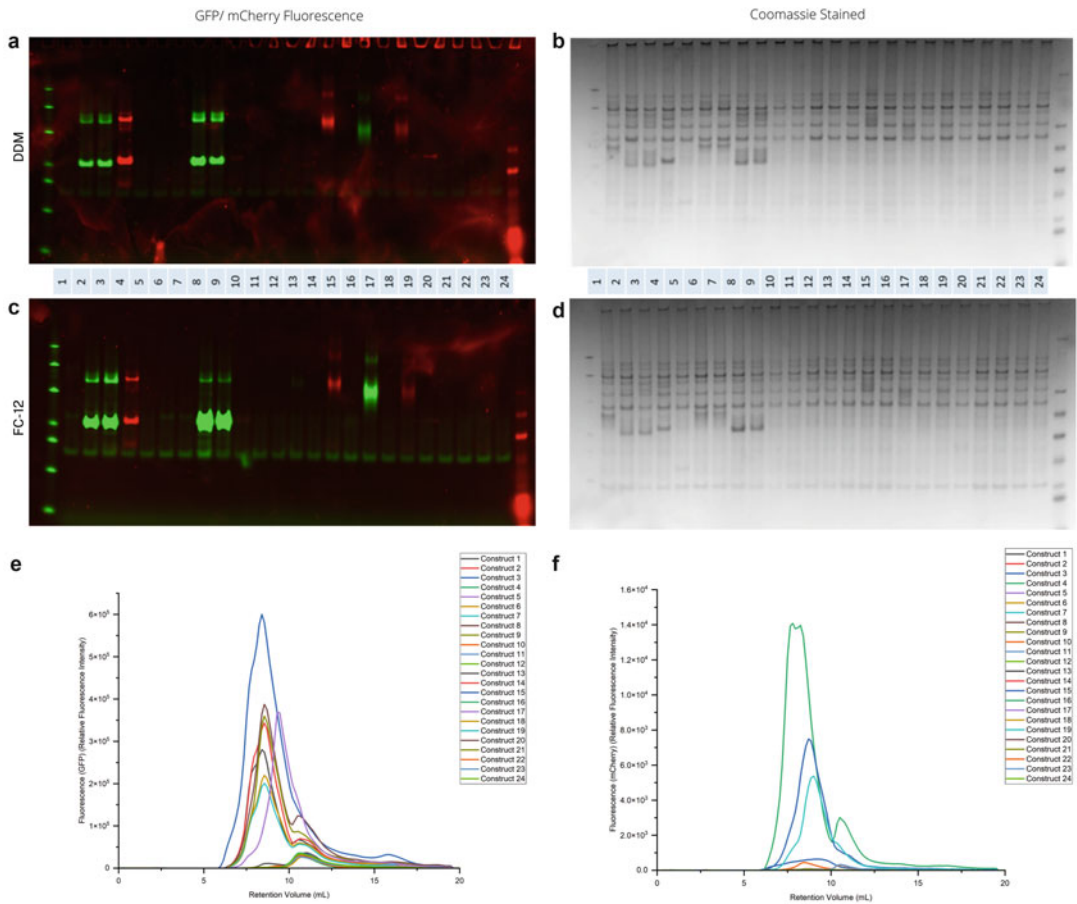 GFP/ mCherry Fluorescence
Coomassie Stained
a
b
DDM
1 2 3 4 5 6 7 8 9 10 11 12 13 14 15 16 17 18 19 20 21 22 23 24
1 2 3 4 5 6 7 8 9 10 11 12 13 14 15 16 17 18 19 20 21 22 23 24
c
d
FC-12
e
Fluorescence (GFP) (Relative Fluorescence Intensity)
6×10⁵
5×10⁵
4×10⁵
3×10⁵
2×10⁵
1×10⁵
0
0 5 10 15 20
Retention Volume (mL)
Construct 1
Construct 2
Construct 3
Construct 4
Construct 5
Construct 6
Construct 7
Construct 8
Construct 9
Construct 10
Construct 11
Construct 12
Construct 13
Construct 14
Construct 15
Construct 16
Construct 17
Construct 18
Construct 19
Construct 20
Construct 21
Construct 22
Construct 23
Construct 24
f
Fluorescence (mCherry) (Relative Fluorescence Intensity)
1.6×10⁴
1.4×10⁴
1.2×10⁴
1.0×10⁴
8.0×10³
6.0×10³
4.0×10³
2.0×10³
0
0 5 10 15 20
Retention Volume (mL)
Construct 1
Construct 2
Construct 3
Construct 4
Construct 5
Construct 6
Construct 7
Construct 8
Construct 9
Construct 10
Construct 11
Construct 12
Construct 13
Construct 14
Construct 15
Construct 16
Construct 17
Construct 18
Construct 19
Construct 20
Construct 21
Construct 22
Construct 23
Construct 24